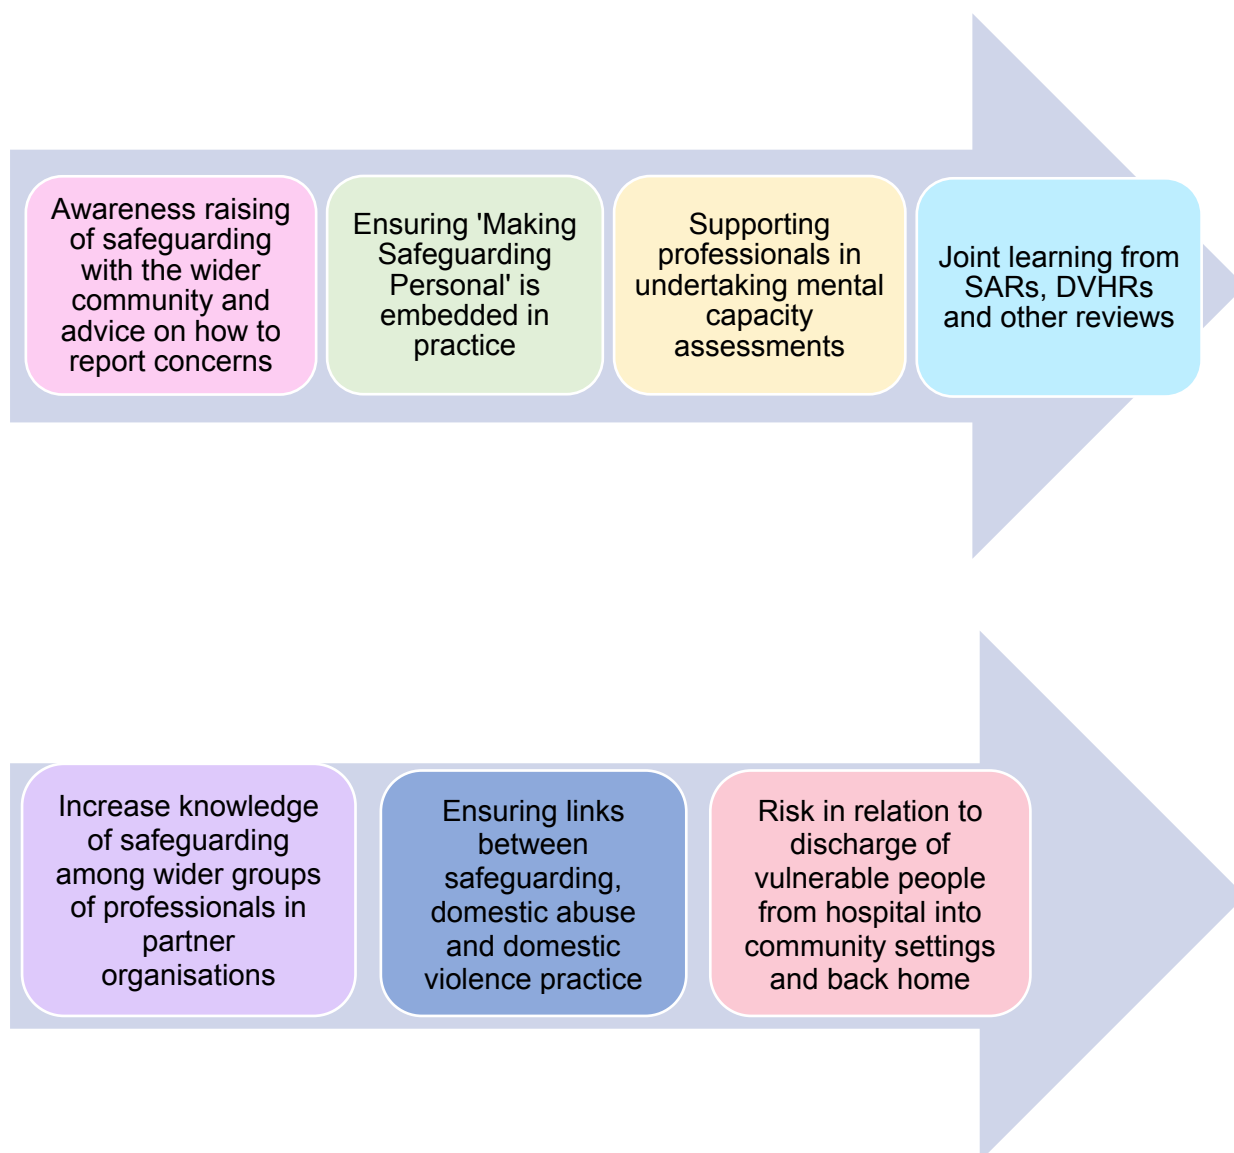 Awareness raising
of safeguarding
with the wider
community and
advice on how to
report concerns
Ensuring 'Making
Safeguarding
Personal' is
embedded in
practice
Supporting
professionals in
undertaking mental
capacity
assessments
Joint learning from
SARs, DVHRs
and other reviews
Increase knowledge
of safeguarding
among wider groups
of professionals in
partner
organisations
Ensuring links
between
safeguarding,
domestic abuse
and domestic
violence practice
Risk in relation to
discharge of
vulnerable people
from hospital into
community settings
and back home